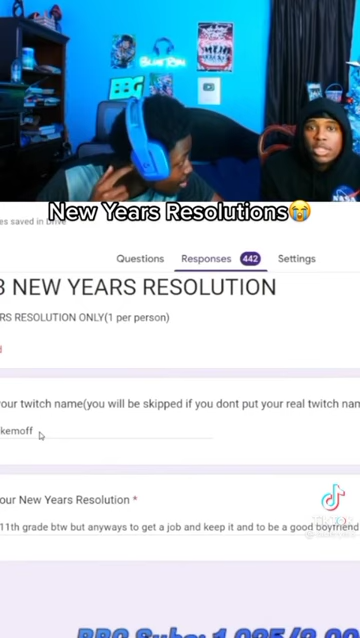 BLUERUN
BBG
New Years Resolutions😭
es saved in Drive
Questions Responses 442 Settings
3 NEW YEARS RESOLUTION
RS RESOLUTION ONLY(1 per person)
d
our twitch name(you will be skipped if you dont put your real twitch nam
kemoff
our New Years Resolution *
11th grade btw but anyways to get a job and keep it and to be a good boyfriend
TikTok